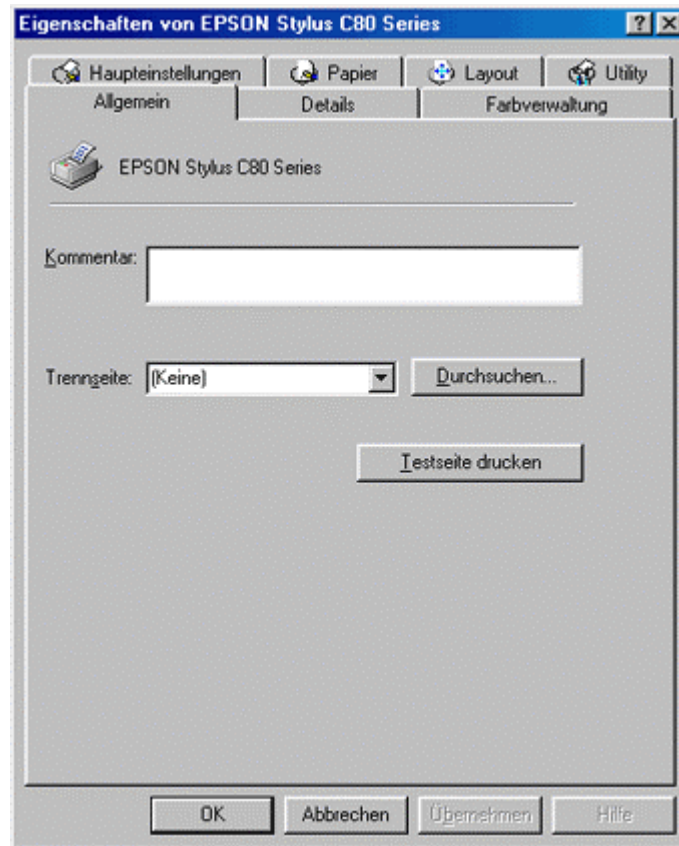 Eigenschaften von EPSON Stylus C80 Series
Haupteinstellungen Papier Layout Utility
Allgemein Details Farbverwaltung
EPSON Stylus C80 Series
Kommentar:
Trennseite: (Keine) Durchsuchen...
Testseite drucken
OK Abbrechen Übernehmen Hilfe